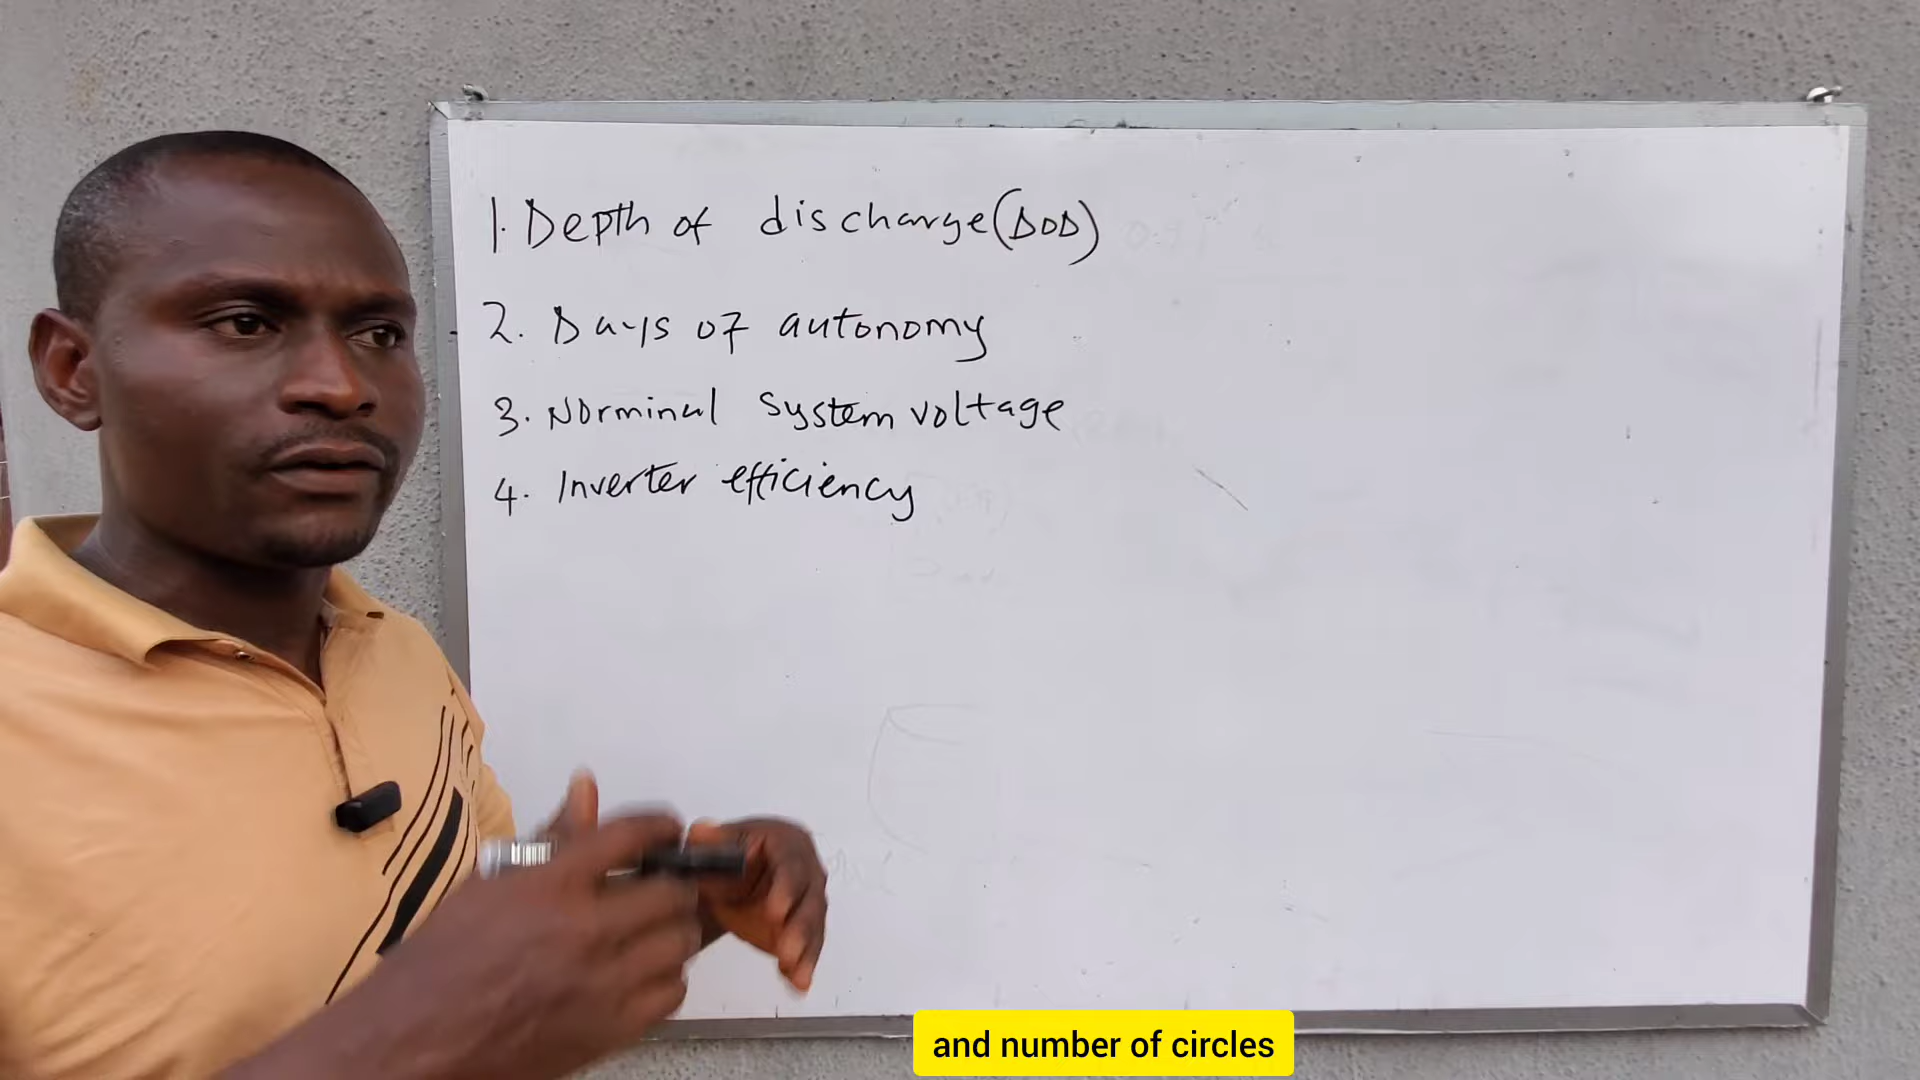 1. Depth of discharge (DOD)
2. Days of autonomy
3. Norminal system voltage
4. Inverter efficiency
and number of circles